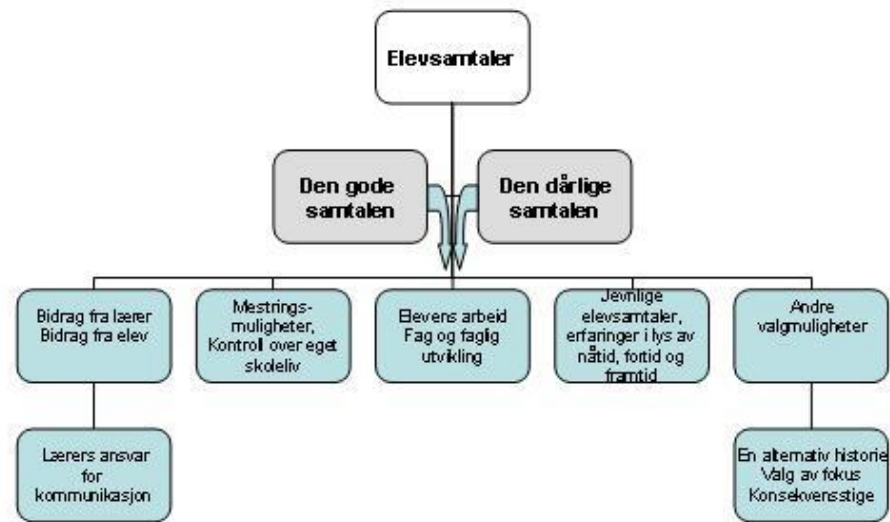 Elevsamtaler
Den gode
samtalen
Den dårlige
samtalen
Bidrag fra lærer
Bidrag fra elev
Mestrings-
muligheter,
Kontroll over eget
skoleliv
Elevens arbeid
Fag og faglig
utvikling
Jevnlige
elevsamtaler,
erfaringer i lys av
nåtid, fortid og
framtid
Andre
valgmuligheter
Lærers ansvar
for
kommunikasjon
En alternativ historie
Valg av fokus
Konsekvensstige